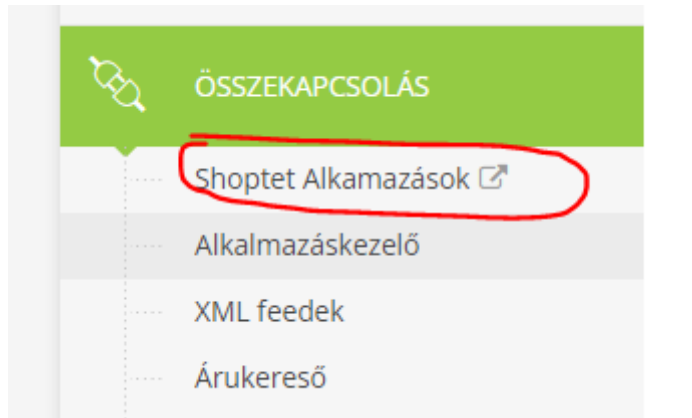 ÖSSZEKAPCSOLÁS
Shoptet Alkamazások
Alkalmazáskezelő
XML feedek
Árukereső